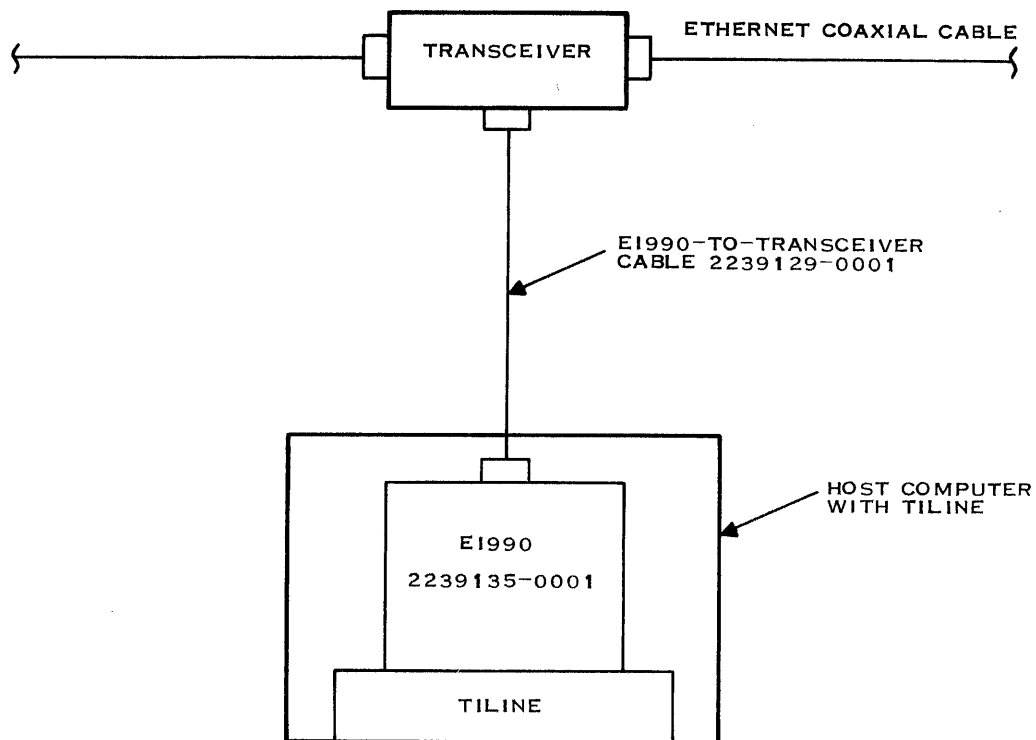 ETHERNET COAXIAL CABLE
TRANSCEIVER
EI990-TO-TRANSCEIVER
CABLE 2239129-0001
HOST COMPUTER
WITH TILINE
EI990
2239135-0001
TILINE